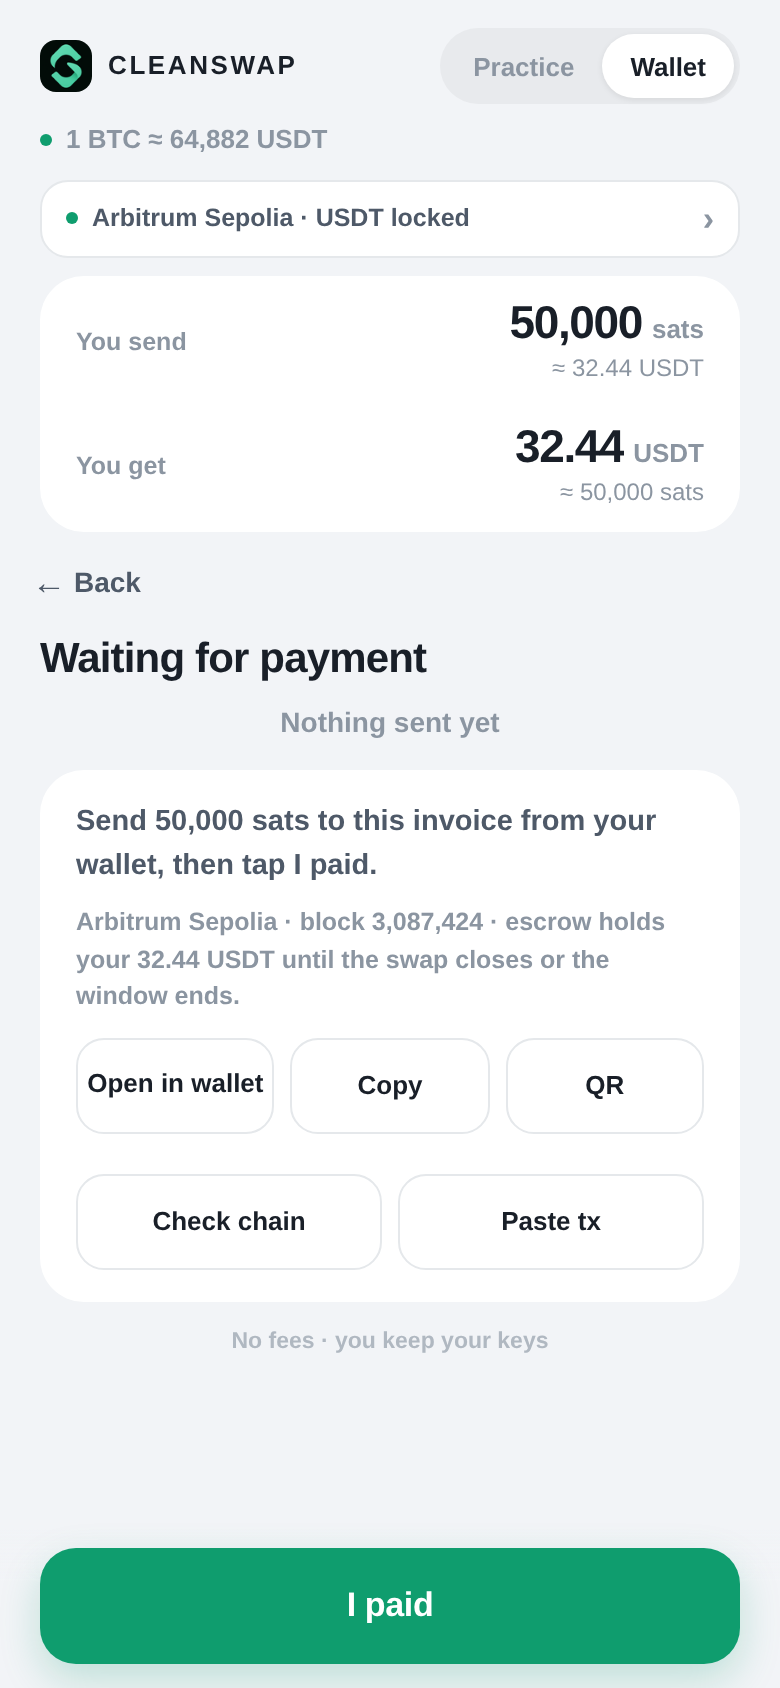 CLEANSWAP
Practice
Wallet
1 BTC ≈ 64,882 USDT
Arbitrum Sepolia · USDT locked ›
You send
50,000 sats
≈ 32.44 USDT
You get
32.44 USDT
≈ 50,000 sats
← Back
Waiting for payment
Nothing sent yet
Send 50,000 sats to this invoice from your
wallet, then tap I paid.
Arbitrum Sepolia · block 3,087,424 · escrow holds
your 32.44 USDT until the swap closes or the
window ends.
Open in wallet
Copy
QR
Check chain
Paste tx
No fees · you keep your keys
I paid